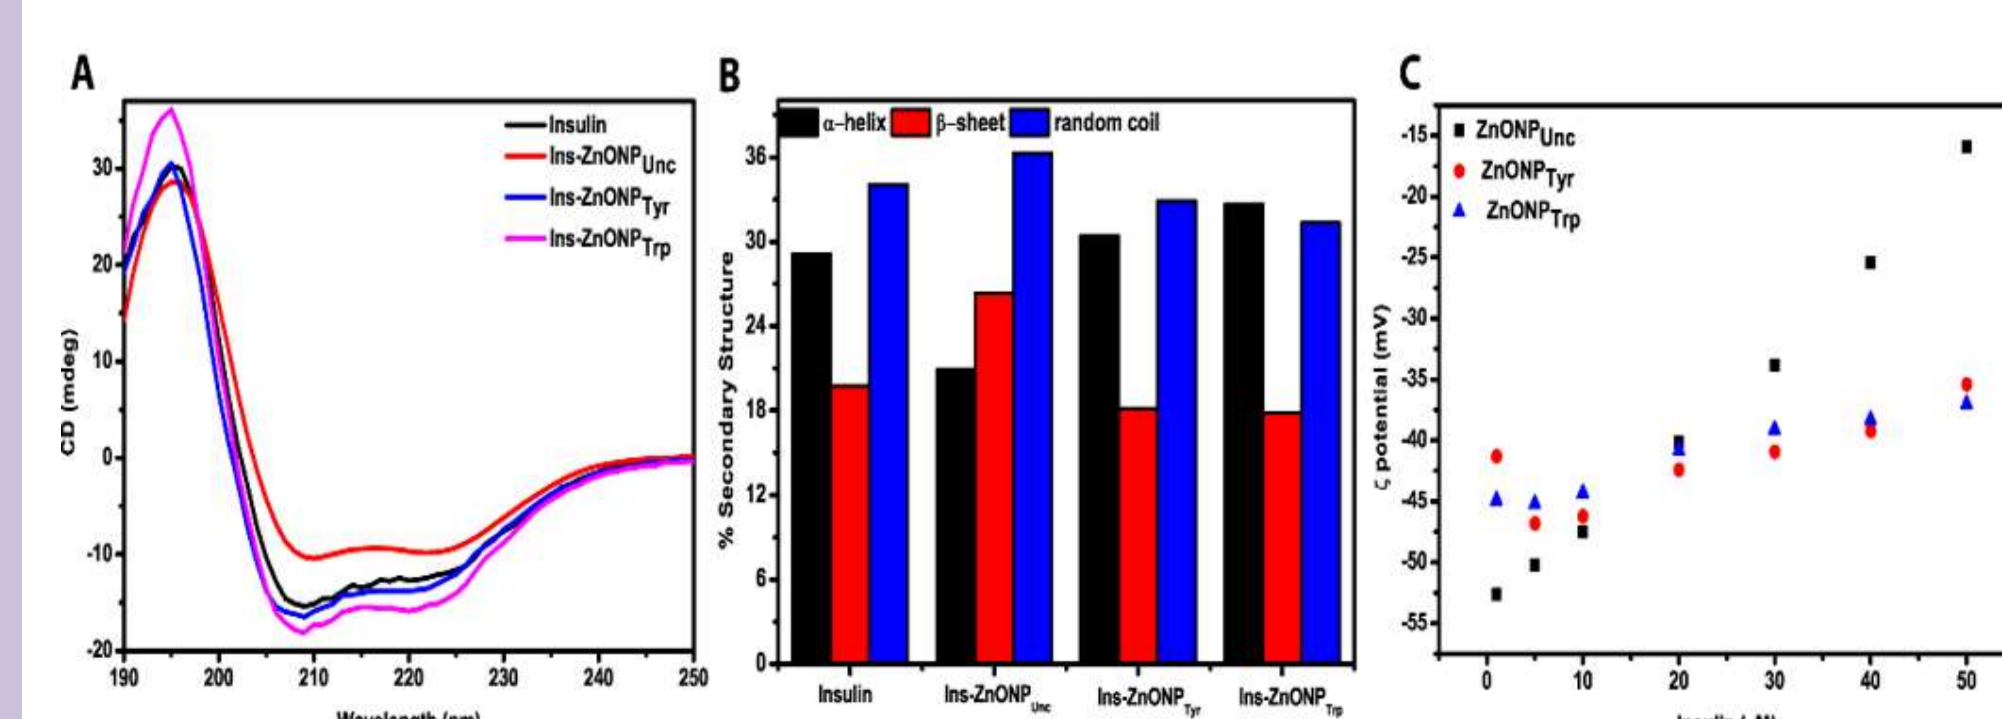 A
CD (mdeg)
30
20
10
0
-10
-20
190 200 210 220 230 240 250
Wavelength (nm)
Insulin
Ins-ZnONPUnc
Ins-ZnONPTyr
Ins-ZnONPTrp
B
α–helix β–sheet random coil
% Secondary Structure
36
30
24
18
12
6
0
Insulin Ins-ZnONPUnc Ins-ZnONPTyr Ins-ZnONPTrp
C
ZnONPUnc
ZnONPTyr
ZnONPTrp
ζ potential (mV)
-15
-20
-25
-30
-35
-40
-45
-50
-55
0 10 20 30 40 50
Insulin